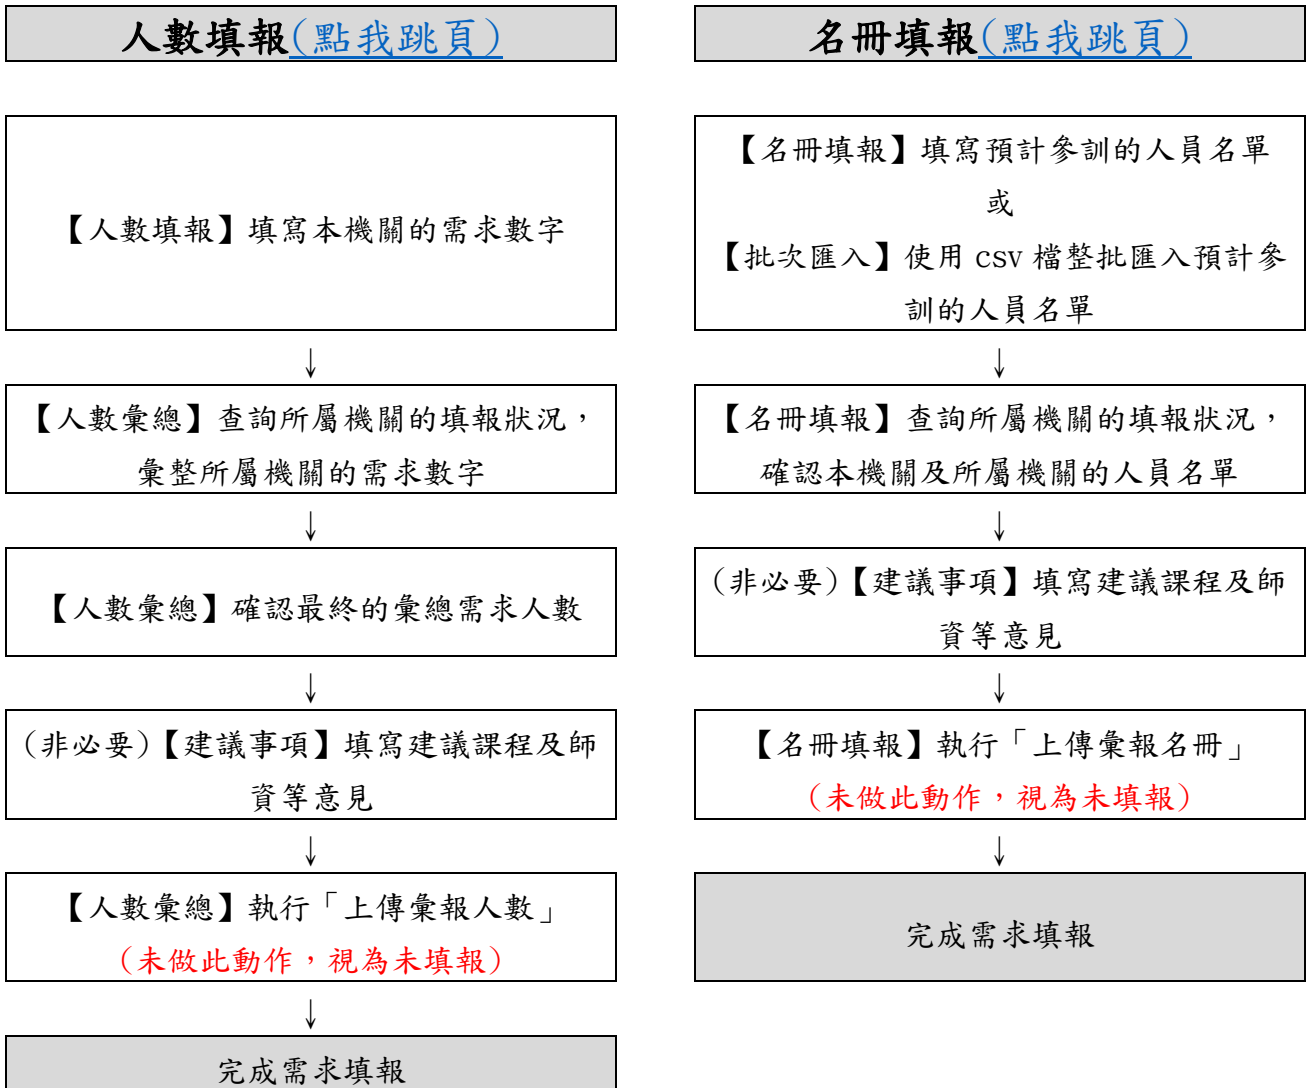 人數填報(點我跳頁)
【人數填報】填寫本機關的需求數字
↓
【人數彙總】查詢所屬機關的填報狀況，
彙整所屬機關的需求數字
↓
【人數彙總】確認最終的彙總需求人數
↓
(非必要)【建議事項】填寫建議課程及師
資等意見
↓
【人數彙總】執行「上傳彙報人數」
(未做此動作，視為未填報)
↓
完成需求填報
名冊填報(點我跳頁)
【名冊填報】填寫預計參訓的人員名單
或
【批次匯入】使用 csv 檔整批匯入預計參
訓的人員名單
↓
【名冊填報】查詢所屬機關的填報狀況，
確認本機關及所屬機關的人員名單
↓
(非必要)【建議事項】填寫建議課程及師
資等意見
↓
【名冊填報】執行「上傳彙報名冊」
(未做此動作，視為未填報)
↓
完成需求填報